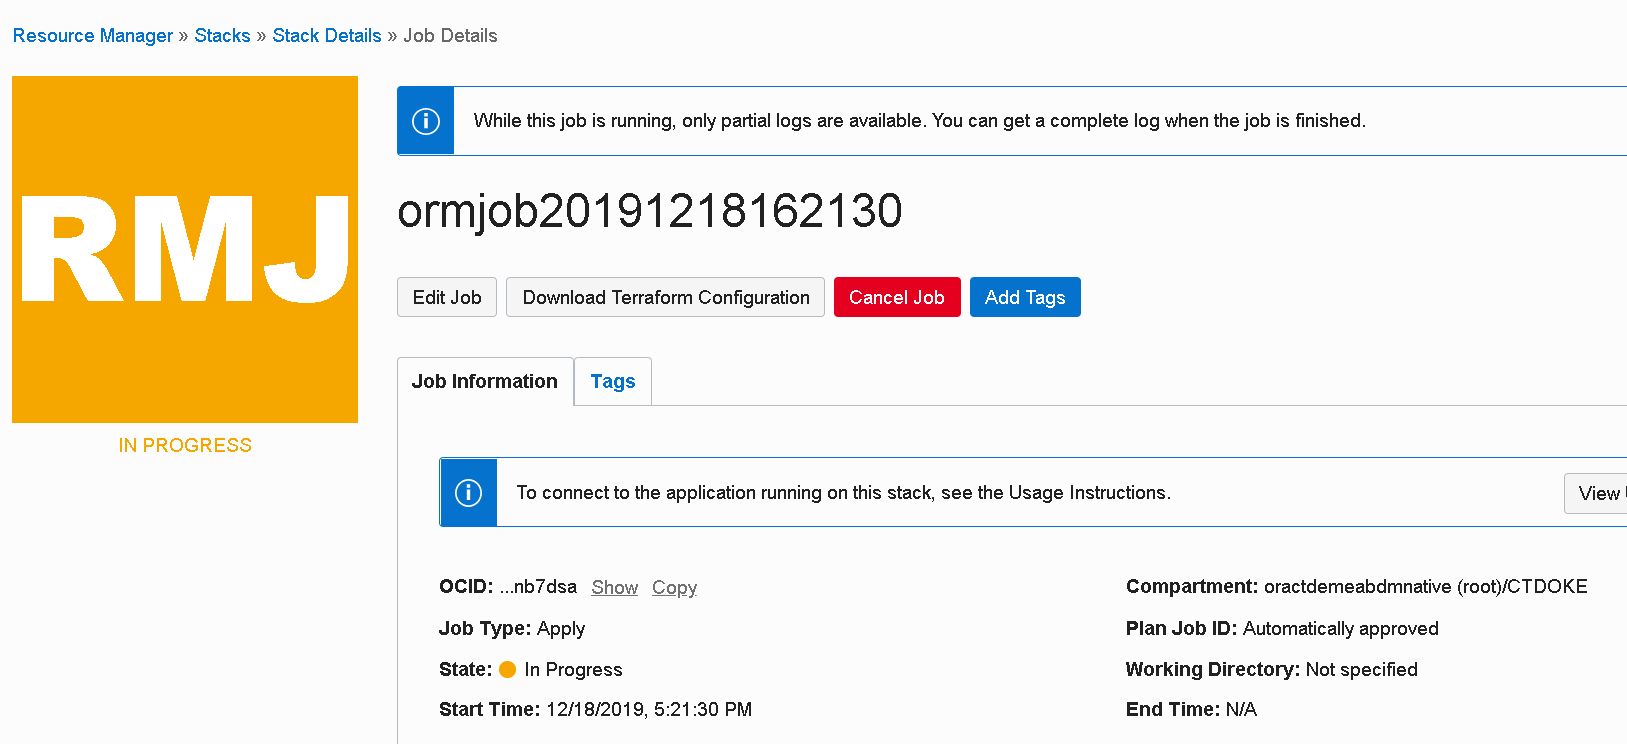 Resource Manager » Stacks » Stack Details » Job Details
RMJ
IN PROGRESS
While this job is running, only partial logs are available. You can get a complete log when the job is finished.
ormjob20191218162130
Edit Job Download Terraform Configuration Cancel Job Add Tags
Job Information Tags
To connect to the application running on this stack, see the Usage Instructions. View
OCID: ...nb7dsa Show Copy
Compartment: oractdemeabdmnative (root)/CTDOKE
Job Type: Apply
Plan Job ID: Automatically approved
State: In Progress
Working Directory: Not specified
Start Time: 12/18/2019, 5:21:30 PM
End Time: N/A